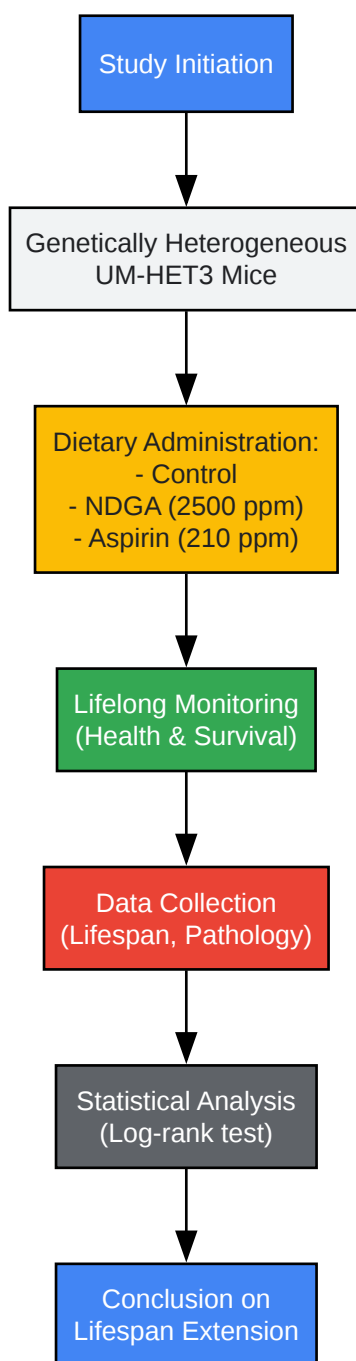 Study Initiation
Genetically Heterogeneous
UM-HET3 Mice
Dietary Administration:
- Control
- NDGA (2500 ppm)
- Aspirin (210 ppm)
Lifelong Monitoring
(Health & Survival)
Data Collection
(Lifespan, Pathology)
Statistical Analysis
(Log-rank test)
Conclusion on
Lifespan Extension